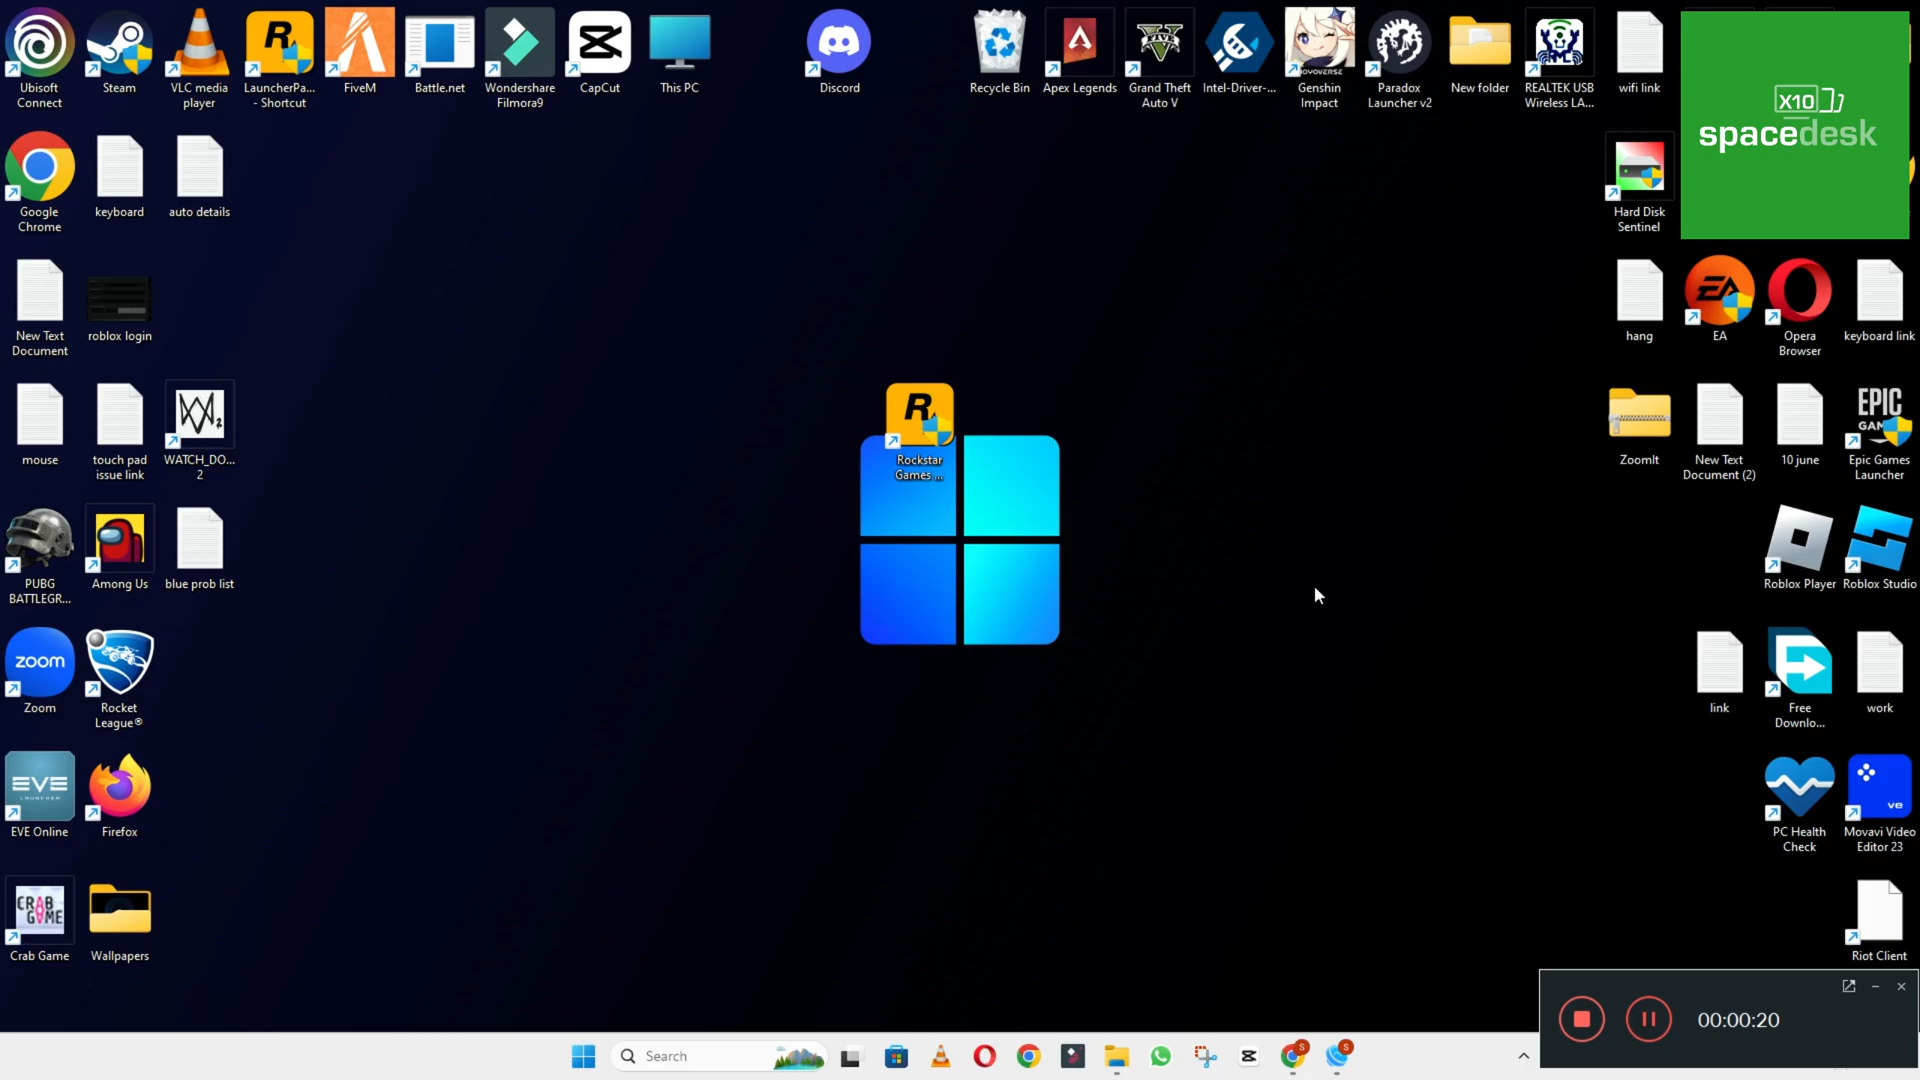 Ubisoft
Connect
Steam
VLC media
player
LauncherPa...
- Shortcut
FiveM
Battle.net
Wondershare
Filmora9
CapCut
This PC
Discord
Recycle Bin
Apex Legends
FIVE
Grand Theft
Auto V
Intel-Driver-...
HOYOVERSE
Genshin
Impact
Paradox
Launcher v2
New folder
REALTEK USB
Wireless LA...
wifi link
X10
spacedesk
Google
Chrome
keyboard
auto details
Hard Disk
Sentinel
New Text
Document
roblox login
hang
EA
EA
Opera
Browser
keyboard link
mouse
touch pad
issue link
WATCH_DO...
2
R
Rockstar
Games ...
ZoomIt
New Text
Document (2)
10 june
EPIC
GAM
Epic Games
Launcher
PUBG
BATTLEGR...
Among Us
blue prob list
Roblox Player
Roblox Studio
zoom
Zoom
Rocket
League®
link
Free
Downlo...
work
EVE
LAUNCHER
EVE Online
Firefox
PC Health
Check
ve
Movavi Video
Editor 23
CRAB
GAME
Crab Game
Wallpapers
Riot Client
00:00:20
Search
S
S